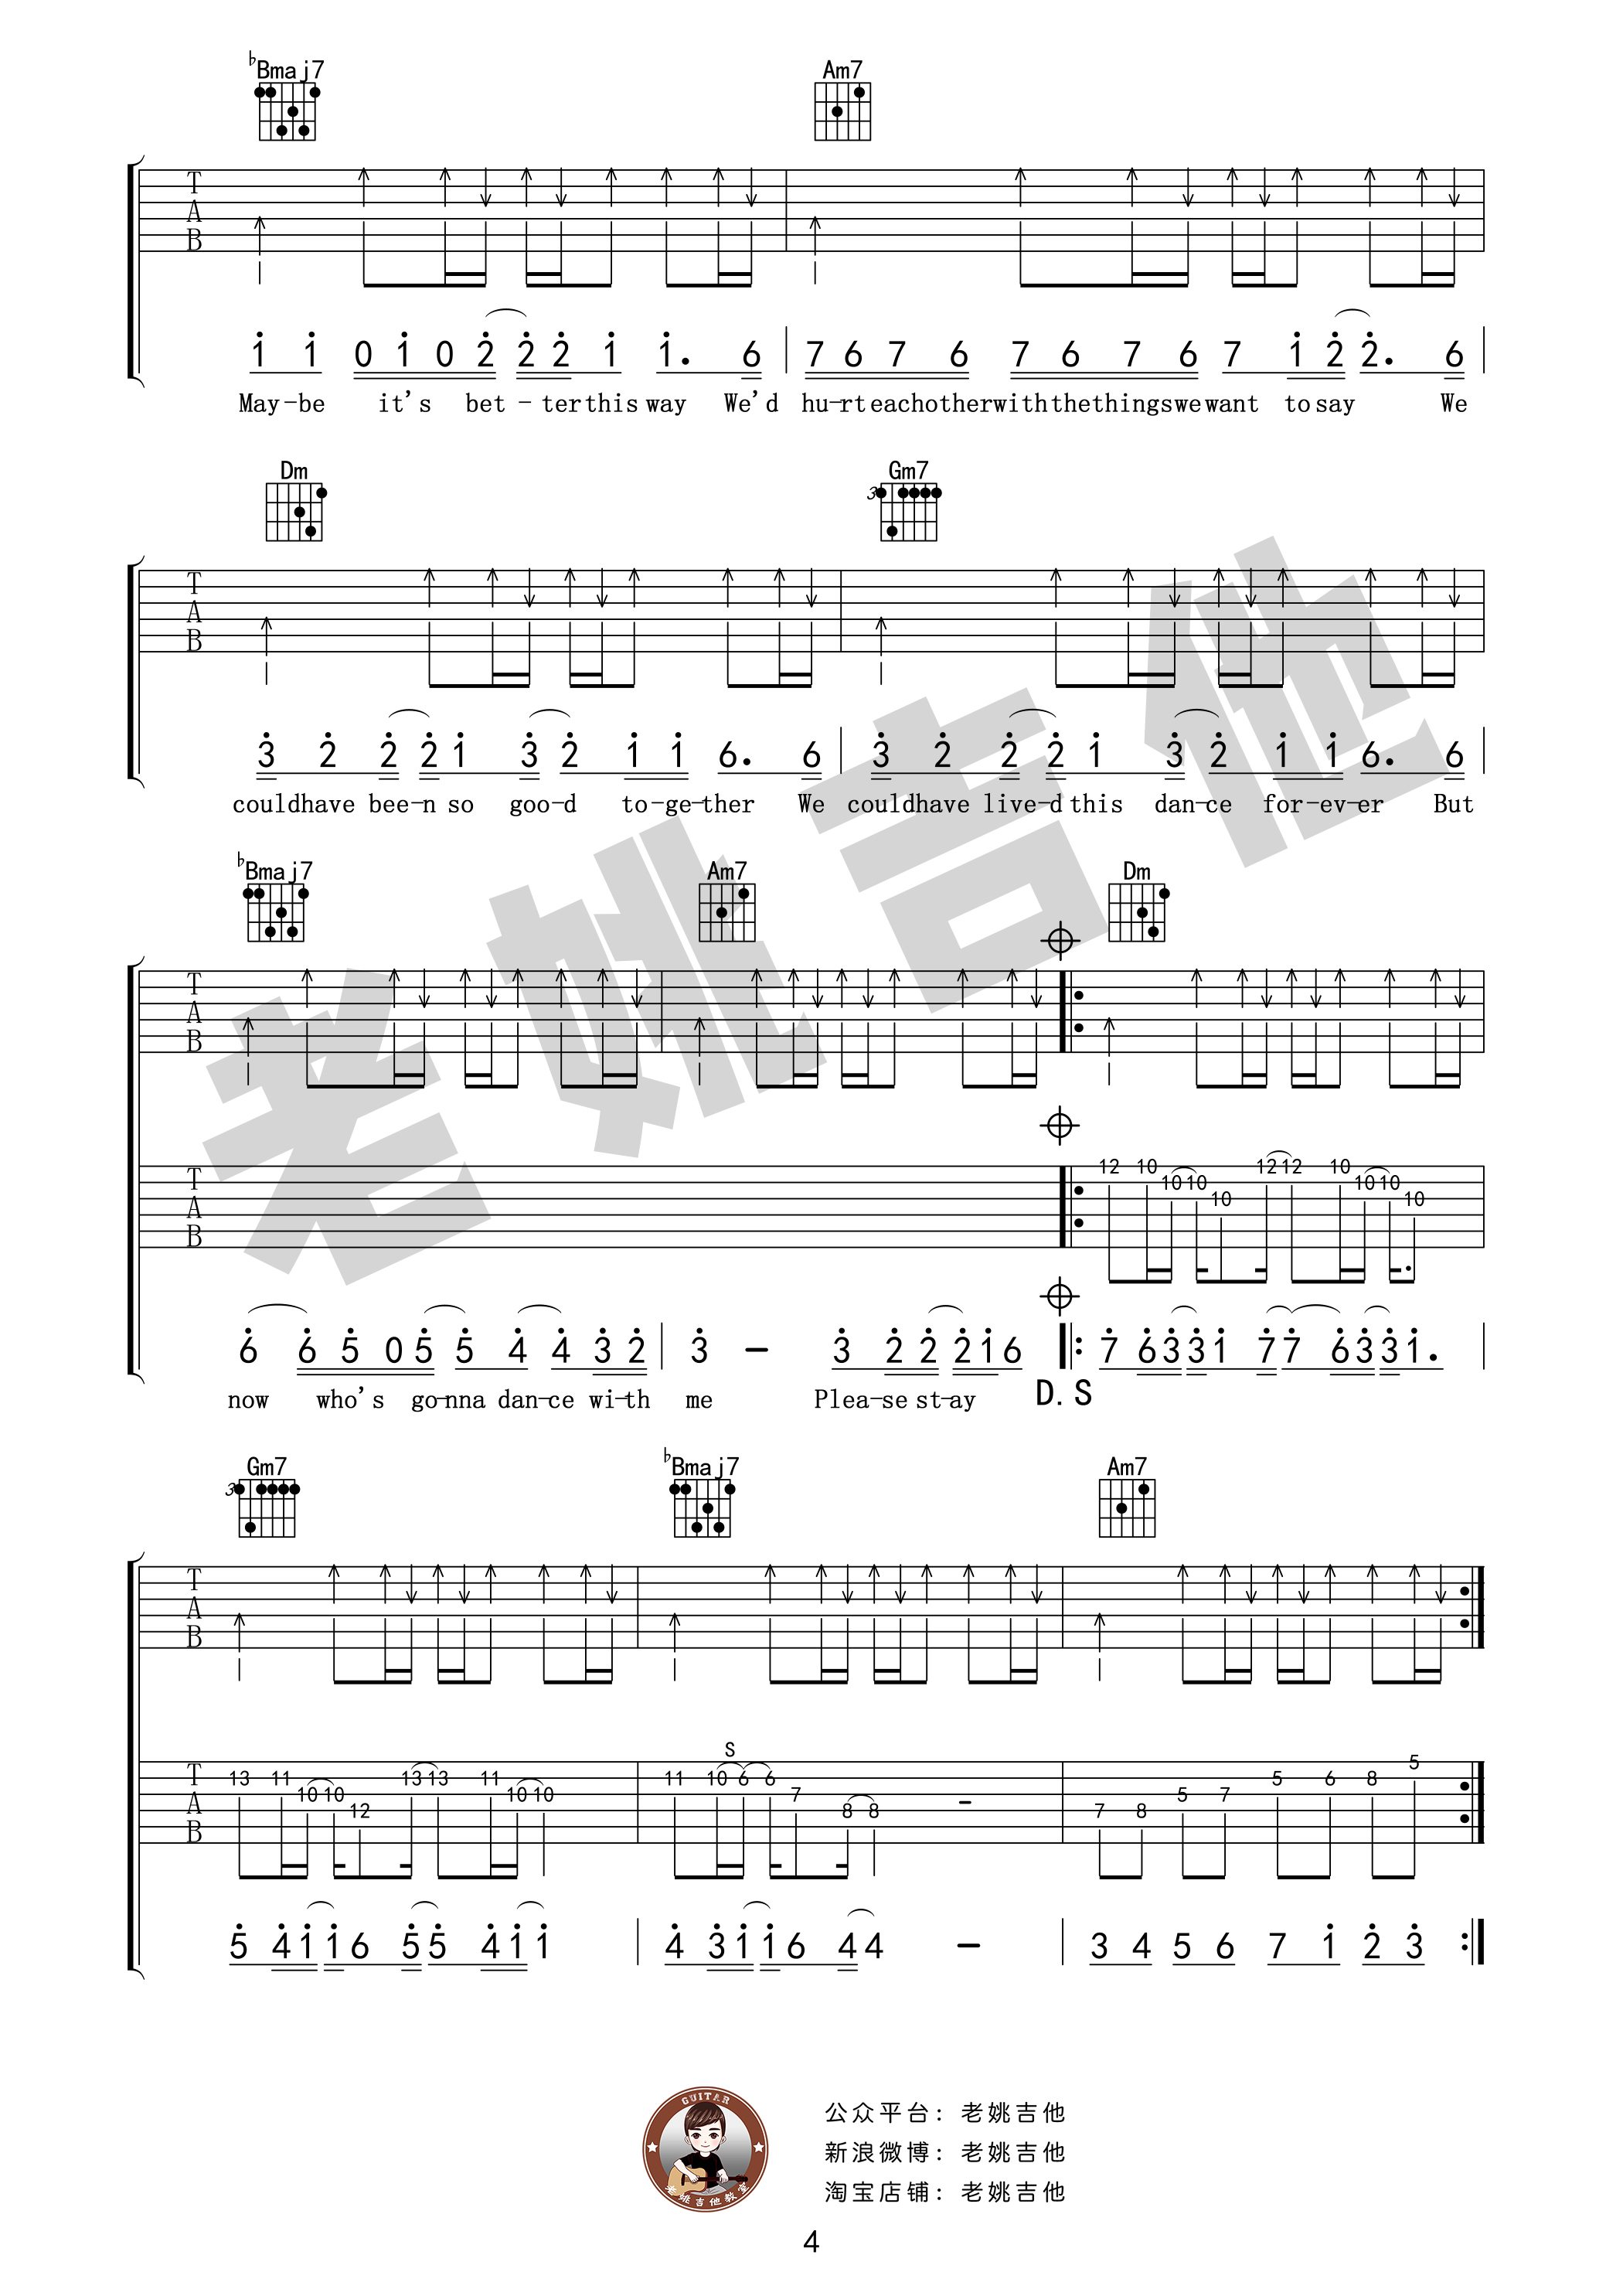 ♭Bmaj7 Am7
T A B
1 1 0 1 0 2 2 2 1 1. 6 | 7 6 7 6 7 6 7 6 7 1 2 2. 6
May-be it's bet-ter this way We'd hu-rt each other with the things we want to say We
Dm Gm7
3
T A B
3 2 2 2 1 3 2 1 1 6. 6 | 3 2 2 2 1 3 2 1 1 6. 6
could have bee-n so goo-d to-ge-ther We could have live-d this dan-ce for-ev-er But
♭Bmaj7 Am7 Dm
T A B
T A B 12 10 10 10 10 12 12 10 10 10 10
6 6 5 0 5 5 4 4 3 2 | 3 - 3 2 2 2 1 6 |: 7 6 3 3 1 7 7 6 3 3 1.
now who's go-nna dan-ce wi-th me Plea-se st-ay D.S
Gm7 ♭Bmaj7 Am7
3
T A B
S
T A B 13 11 10 10 12 13 13 11 10 10 | 11 10 6 6 7 8 8 - | 7 8 5 7 5 6 8 5
5 4 1 1 6 5 5 4 1 1 | 4 3 1 1 6 4 4 - | 3 4 5 6 7 1 2 3 :|
老姚吉他
GUITAR
老姚吉他教室
公众平台：老姚吉他
新浪微博：老姚吉他
淘宝店铺：老姚吉他
4